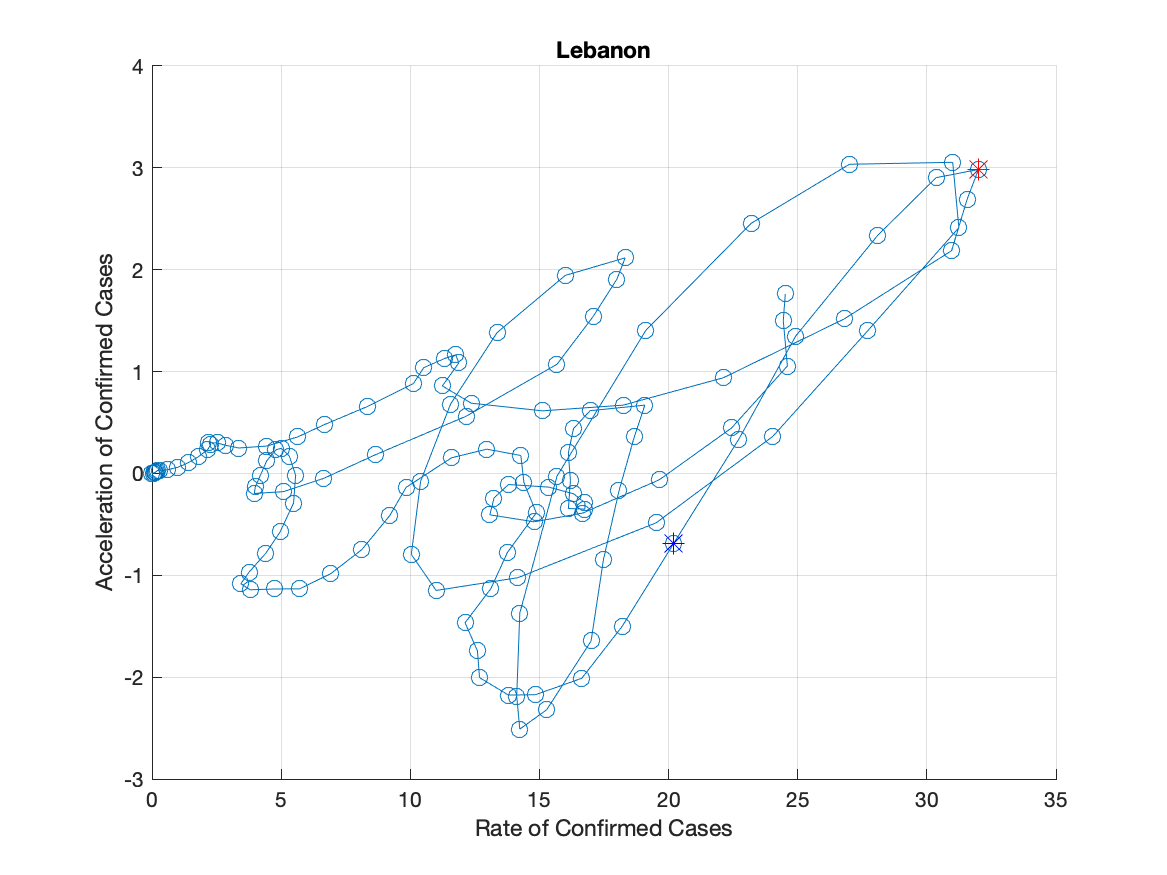 Lebanon
4
3
2
1
0
-1
-2
-3
Acceleration of Confirmed Cases
0 5 10 15 20 25 30 35
Rate of Confirmed Cases